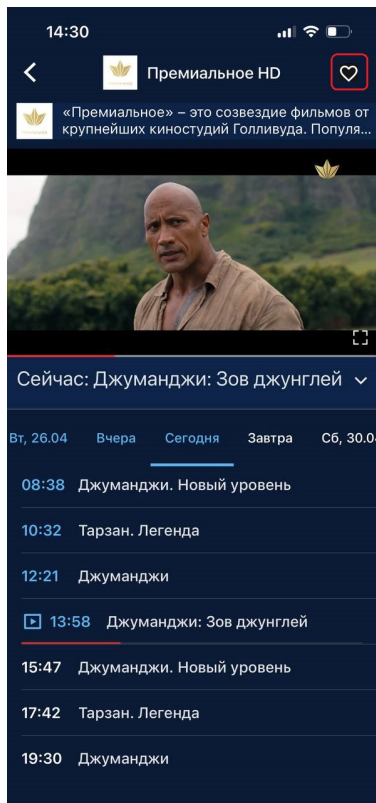 14:30
Премиальное HD
«Премиальное» – это созвездие фильмов от
крупнейших киностудий Голливуда. Популя...
Сейчас: Джуманджи: Зов джунглей
Вт, 26.04 Вчера Сегодня Завтра Сб, 30.04
08:38 Джуманджи. Новый уровень
10:32 Тарзан. Легенда
12:21 Джуманджи
13:58 Джуманджи: Зов джунглей
15:47 Джуманджи. Новый уровень
17:42 Тарзан. Легенда
19:30 Джуманджи